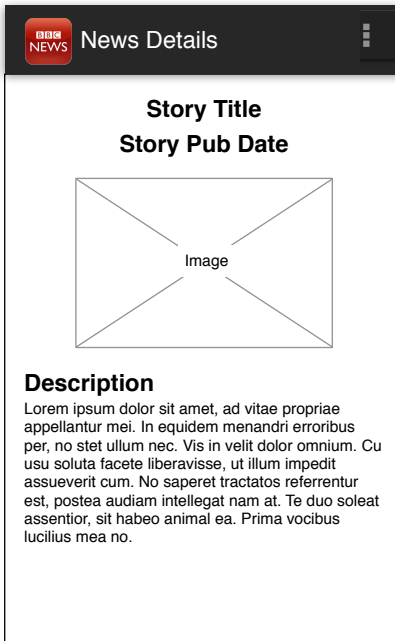 BBC
NEWS
News Details
Story Title
Story Pub Date
Image
Description
Lorem ipsum dolor sit amet, ad vitae propriae
appellantur mei. In equidem menandri erroribus
per, no stet ullum nec. Vis in velit dolor omnium. Cu
usu soluta facete liberavisse, ut illum impedit
assueverit cum. No saperet tractatos referrentur
est, postea audiam intellegat nam at. Te duo soleat
assentior, sit habeo animal ea. Prima vocibus
lucilius mea no.